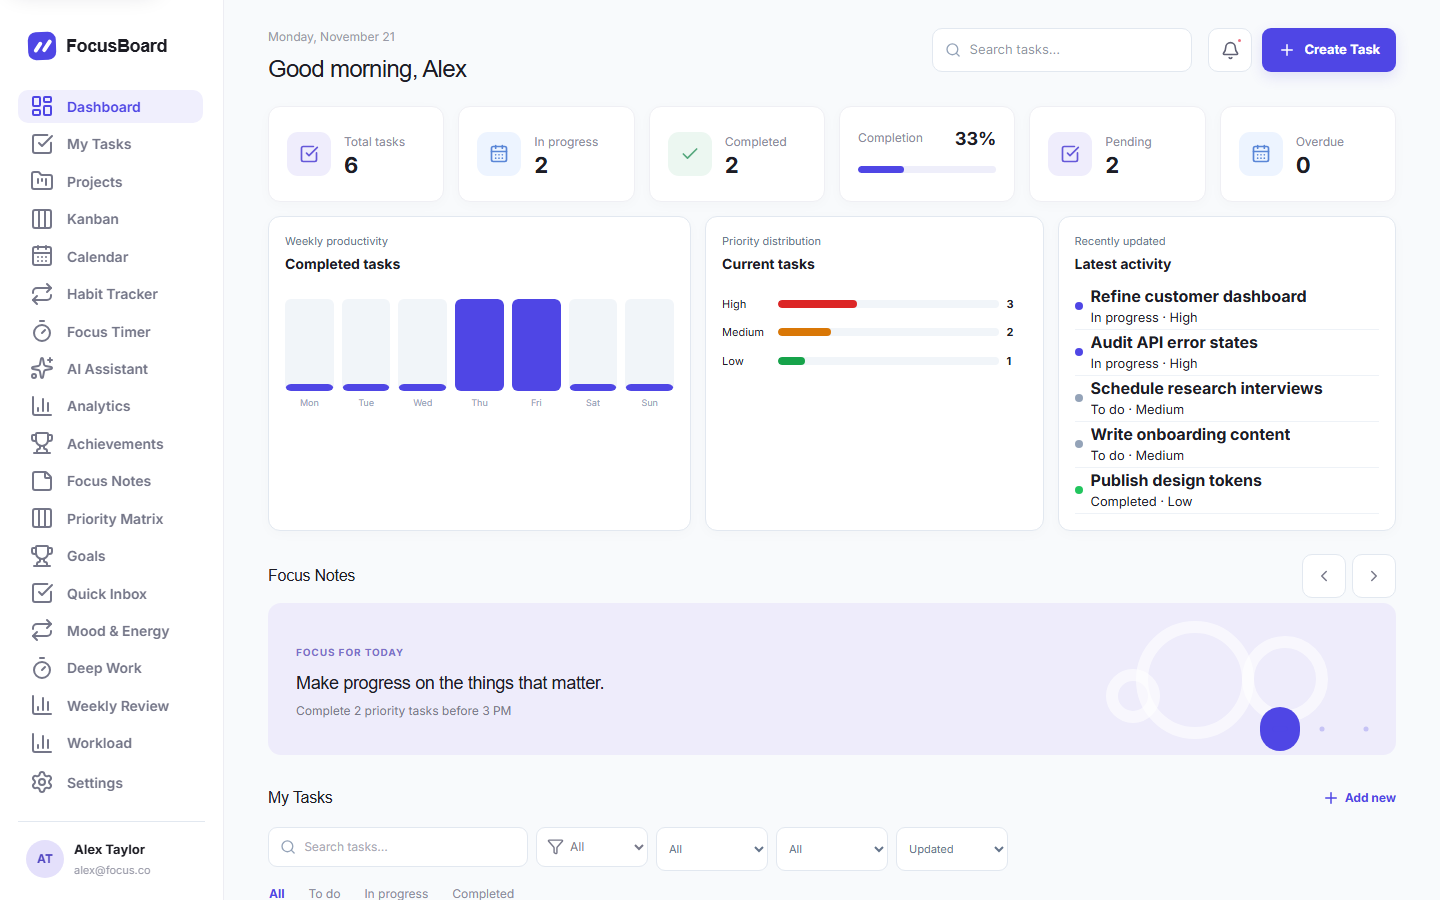 FocusBoard
Dashboard
My Tasks
Projects
Kanban
Calendar
Habit Tracker
Focus Timer
AI Assistant
Analytics
Achievements
Focus Notes
Priority Matrix
Goals
Quick Inbox
Mood & Energy
Deep Work
Weekly Review
Workload
Settings
AT
Alex Taylor
alex@focus.co
Monday, November 21
Good morning, Alex
Search tasks...
Create Task
Total tasks
6
In progress
2
Completed
2
Completion 33%
Pending
2
Overdue
0
Weekly productivity
Completed tasks
Mon Tue Wed Thu Fri Sat Sun
Priority distribution
Current tasks
High 3
Medium 2
Low 1
Recently updated
Latest activity
Refine customer dashboard
In progress · High
Audit API error states
In progress · High
Schedule research interviews
To do · Medium
Write onboarding content
To do · Medium
Publish design tokens
Completed · Low
Focus Notes
FOCUS FOR TODAY
Make progress on the things that matter.
Complete 2 priority tasks before 3 PM
My Tasks
Add new
Search tasks... All All All Updated
All To do In progress Completed